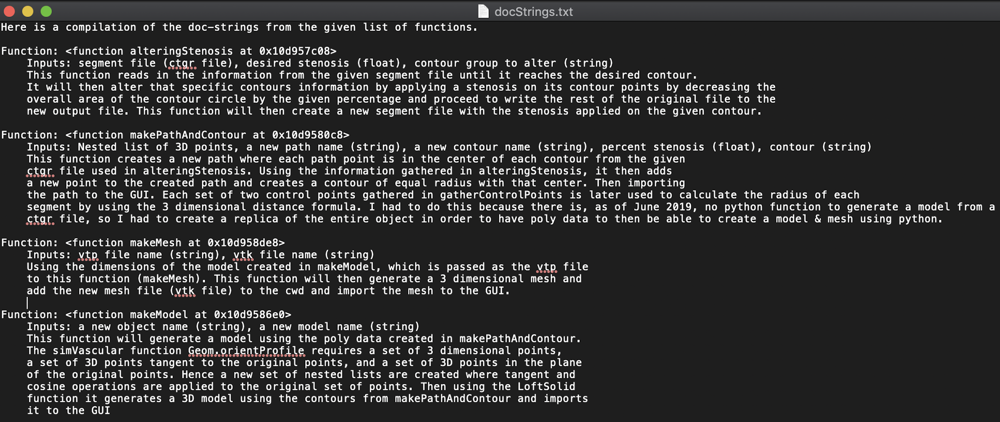 docStrings.txt
Here is a compilation of the doc-strings from the given list of functions.
Function: <function alteringStenosis at 0x10d957c08>
Inputs: segment file (ctgr file), desired stenosis (float), contour group to alter (string)
This function reads in the information from the given segment file until it reaches the desired contour.
It will then alter that specific contours information by applying a stenosis on its contour points by decreasing the
overall area of the contour circle by the given percentage and proceed to write the rest of the original file to the
new output file. This function will then create a new segment file with the stenosis applied on the given contour.
Function: <function makePathAndContour at 0x10d9580c8>
Inputs: Nested list of 3D points, a new path name (string), a new contour name (string), percent stenosis (float), contour (string)
This function creates a new path where each path point is in the center of each contour from the given
ctgr file used in alteringStenosis. Using the information gathered in alteringStenosis, it then adds
a new point to the created path and creates a contour of equal radius with that center. Then importing
the path to the GUI. Each set of two control points gathered in gatherControlPoints is later used to calculate the radius of each
segment by using the 3 dimensional distance formula. I had to do this because there is, as of June 2019, no python function to generate a model from a
ctgr file, so I had to create a replica of the entire object in order to have poly data to then be able to create a model & mesh using python.
Function: <function makeMesh at 0x10d958de8>
Inputs: vtp file name (string), vtk file name (string)
Using the dimensions of the model created in makeModel, which is passed as the vtp file
to this function (makeMesh). This function will then generate a 3 dimensional mesh and
add the new mesh file (vtk file) to the cwd and import the mesh to the GUI.
Function: <function makeModel at 0x10d9586e0>
Inputs: a new object name (string), a new model name (string)
This function will generate a model using the poly data created in makePathAndContour.
The simVascular function Geom.orientProfile requires a set of 3 dimensional points,
a set of 3D points tangent to the original points, and a set of 3D points in the plane
of the original points. Hence a new set of nested lists are created where tangent and
cosine operations are applied to the original set of points. Then using the LoftSolid
function it generates a 3D model using the contours from makePathAndContour and imports
it to the GUI